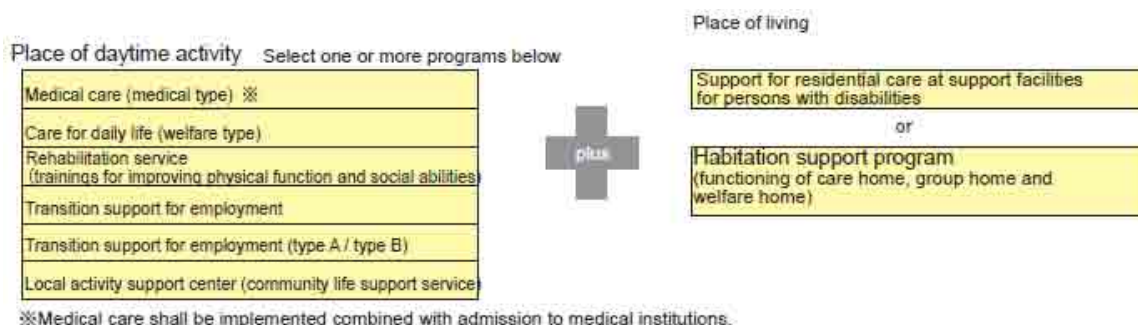 Place of living
Place of daytime activity Select one or more programs below
Medical care (medical type) ※
Care for daily life (welfare type)
Rehabilitation service
(trainings for improving physical function and social abilities)
Transition support for employment
Transition support for employment (type A / type B)
Local activity support center (community life support service)
plus
Support for residential care at support facilities
for persons with disabilities
or
Habitation support program
(functioning of care home, group home and
welfare home)
※Medical care shall be implemented combined with admission to medical institutions.